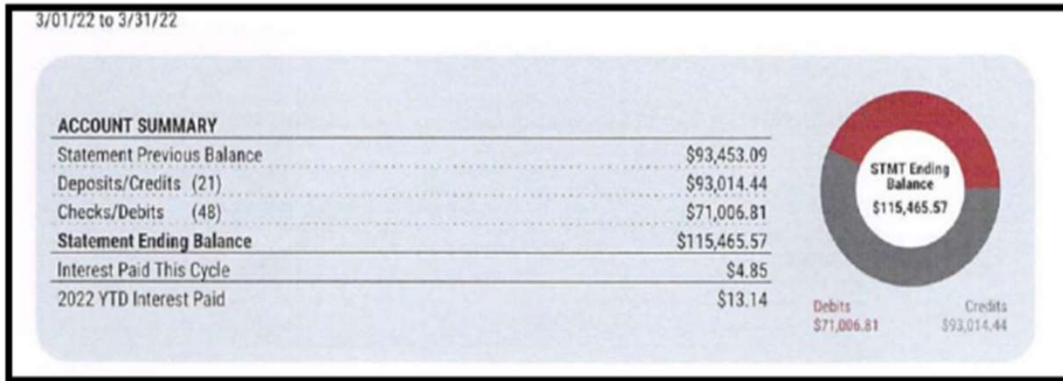 3/01/22 to 3/31/22
ACCOUNT SUMMARY
Statement Previous Balance $93,453.09
Deposits/Credits (21) $93,014.44
Checks/Debits (48) $71,006.81
Statement Ending Balance $115,465.57
Interest Paid This Cycle $4.85
2022 YTD Interest Paid $13.14
STMT Ending
Balance
$115,465.57
Debits Credits
$71,006.81 $93,014.44